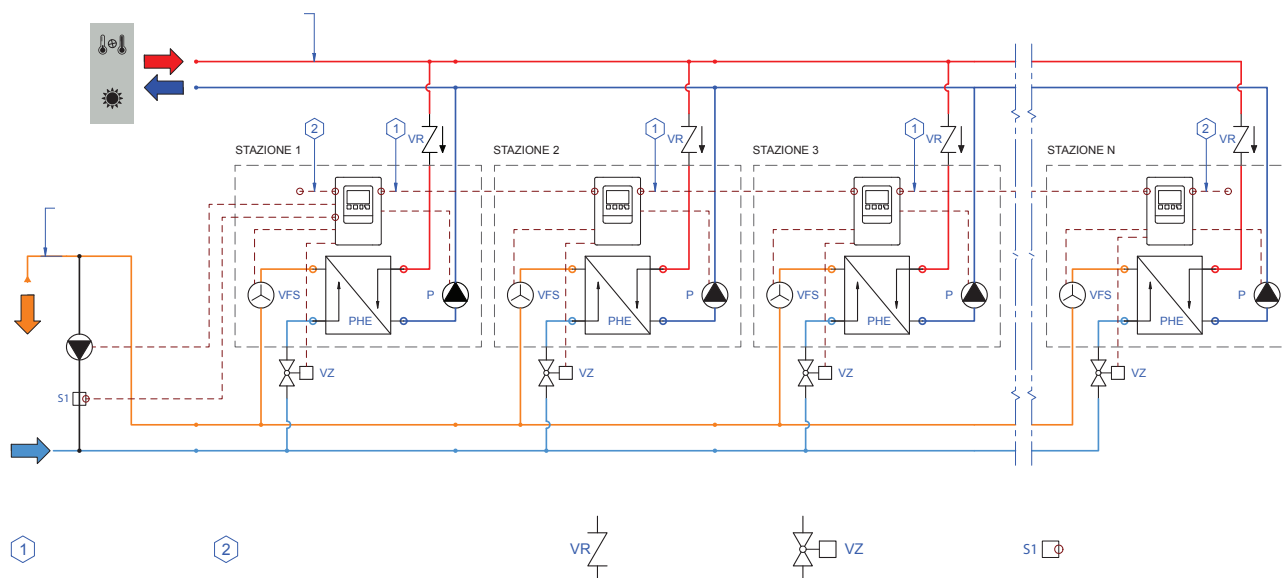 2
1
VR
1
VR
1
VR
2
VR
STAZIONE 1
STAZIONE 2
STAZIONE 3
STAZIONE N
VFS
P
PHE
VFS
P
PHE
VFS
P
PHE
VFS
P
PHE
VZ
VZ
VZ
VZ
S1
1
2
VR
VZ
S1